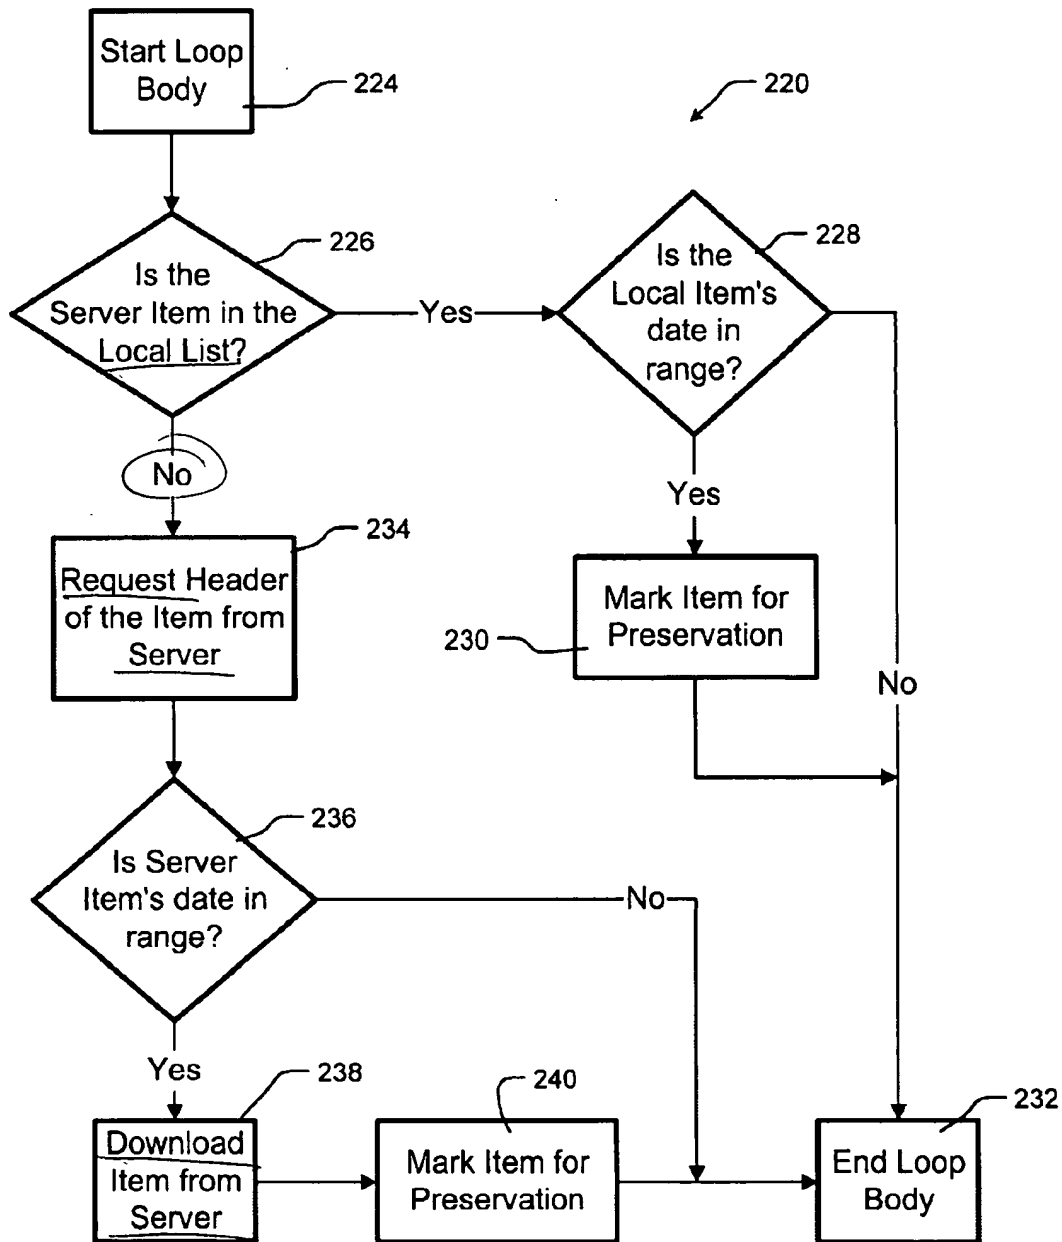 Start Loop
Body
224
220
226
Is the
Server Item in the
Local List?
Yes
228
Is the
Local Item's
date in
range?
No
Yes
234
Request Header
of the Item from
Server
Mark Item for
Preservation
230
No
236
Is Server
Item's date in
range?
No
Yes
238
Download
Item from
Server
240
Mark Item for
Preservation
232
End Loop
Body